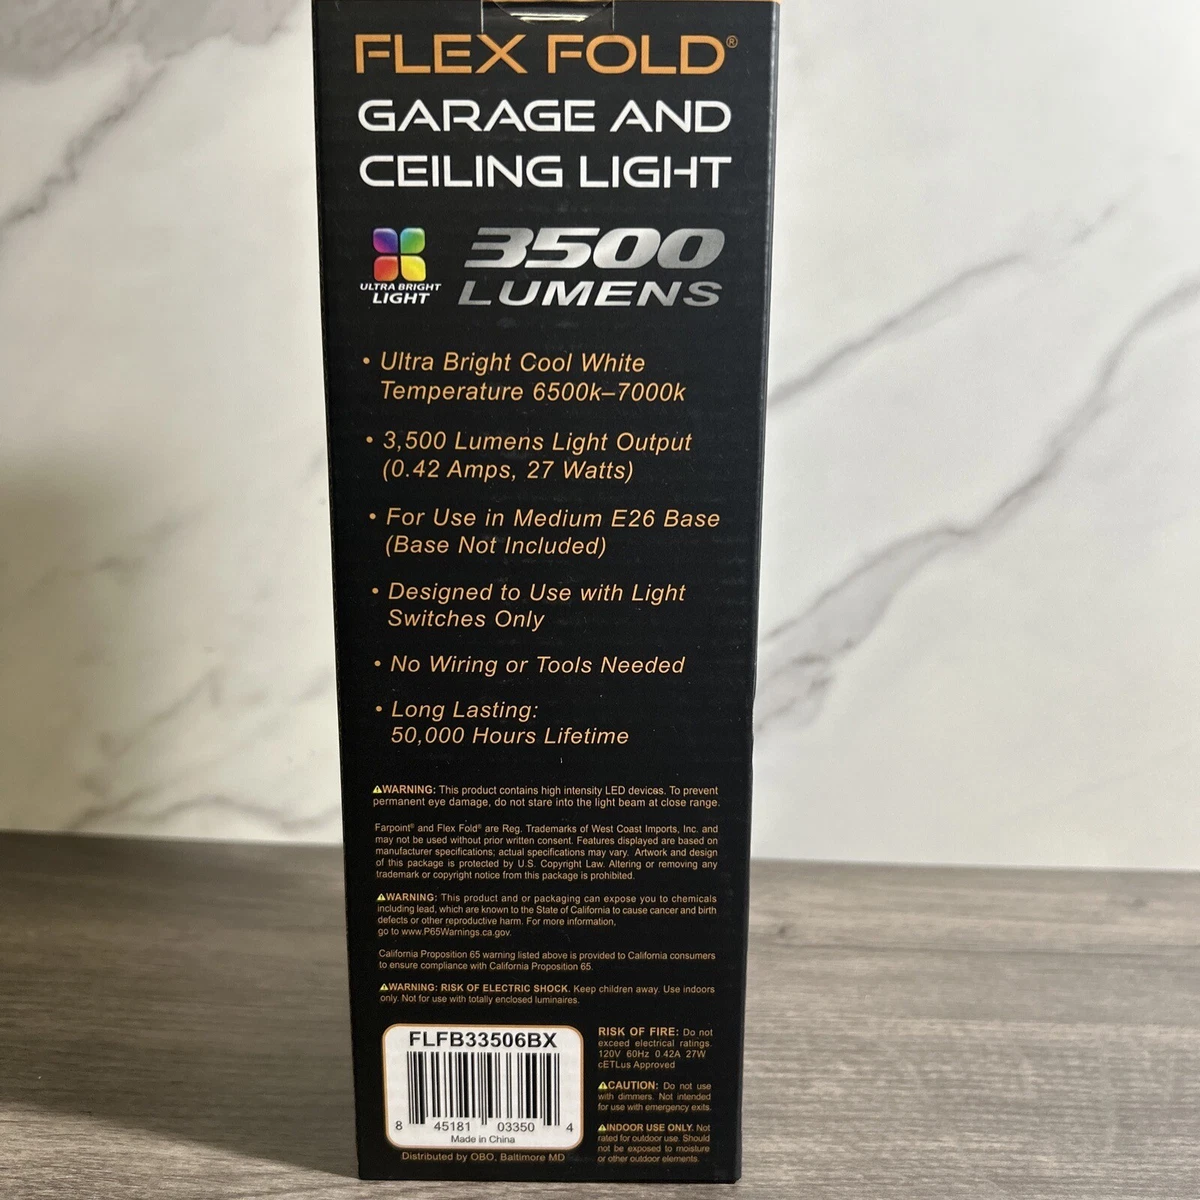 FLEX FOLD®
GARAGE AND
CEILING LIGHT
ULTRA BRIGHT
LIGHT
3500
LUMENS
• Ultra Bright Cool White
Temperature 6500k–7000k
• 3,500 Lumens Light Output
(0.42 Amps, 27 Watts)
• For Use in Medium E26 Base
(Base Not Included)
• Designed to Use with Light
Switches Only
• No Wiring or Tools Needed
• Long Lasting:
50,000 Hours Lifetime
⚠WARNING: This product contains high intensity LED devices. To prevent
permanent eye damage, do not stare into the light beam at close range.
Farpoint® and Flex Fold® are Reg. Trademarks of West Coast Imports, Inc. and
may not be used without prior written consent. Features displayed are based on
manufacturer specifications; actual specifications may vary. Artwork and design
of this package is protected by U.S. Copyright Law. Altering or removing any
trademark or copyright notice from this package is prohibited.
⚠WARNING: This product and or packaging can expose you to chemicals
including lead, which are known to the State of California to cause cancer and birth
defects or other reproductive harm. For more information,
go to www.P65Warnings.ca.gov.
California Proposition 65 warning listed above is provided to California consumers
to ensure compliance with California Proposition 65.
⚠WARNING: RISK OF ELECTRIC SHOCK. Keep children away. Use indoors
only. Not for use with totally enclosed luminaires.
FLFB33506BX
8 45181 03350 4
Made in China
Distributed by OBO, Baltimore MD
RISK OF FIRE: Do not
exceed electrical ratings.
120V 60Hz 0.42A 27W
cETLus Approved
⚠CAUTION: Do not use
with dimmers. Not intended
for use with emergency exits.
⚠INDOOR USE ONLY. Not
rated for outdoor use. Should
not be exposed to moisture
or other outdoor elements.